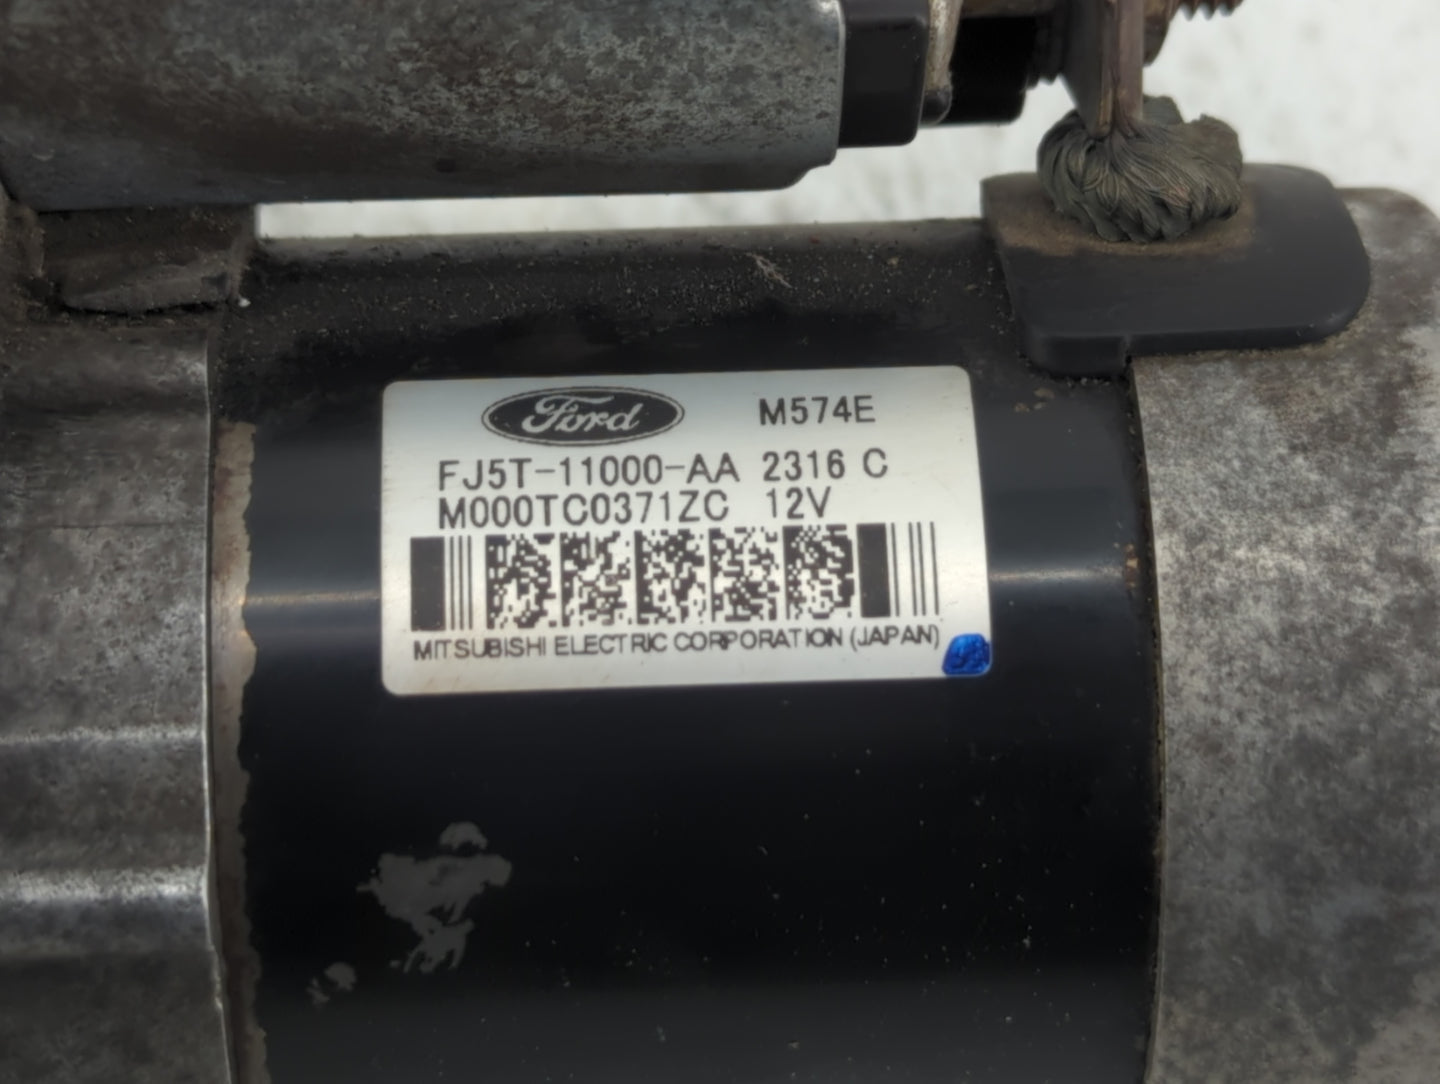 Ford M574E
FJ5T-11000-AA 2316 C
M000TC0371ZC 12V
MITSUBISHI ELECTRIC CORPORATION (JAPAN)